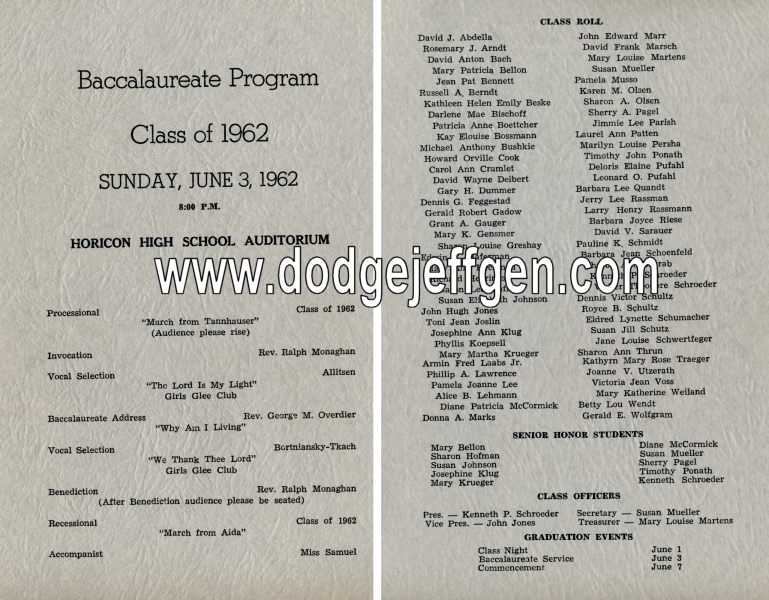 Baccalaureate Program
Class of 1962
SUNDAY, JUNE 3, 1962
8:00 P.M.
HORICON HIGH SCHOOL AUDITORIUM
Processional Class of 1962
"March from Tannhauser"
(Audience please rise)
Invocation Rev. Ralph Monaghan
Vocal Selection Allitsen
"The Lord Is My Light"
Girls Glee Club
Baccalaureate Address Rev. George M. Overdier
"Why Am I Living"
Vocal Selection Bortniansky-Tkach
"We Thank Thee Lord"
Girls Glee Club
Benediction Rev. Ralph Monaghan
(After Benediction audience please be seated)
Recessional Class of 1962
"March from Aida"
Accompanist Miss Samuel
CLASS ROLL
David J. Abdella
Rosemary J. Arndt
David Anton Bach
Mary Patricia Bellon
Jean Pat Bennett
Russell A. Berndt
Kathleen Helen Emily Beske
Darlene Mae Bischoff
Patricia Anne Boettcher
Kay Elouise Bossmann
Michael Anthony Bushkie
Howard Orville Cook
Carol Ann Cramlet
David Wayne Deibert
Gary H. Dummer
Dennis G. Feggestad
Gerald Robert Gadow
Grant A. Gauger
Mary K. Gensmer
Sharon Louise Greshay
Susan Elizabeth Johnson
John Hugh Jones
Toni Jean Joslin
Josephine Ann Klug
Phyllis Koepsell
Mary Martha Krueger
Armin Fred Laabs Jr.
Phillip A. Lawrence
Pamela Joanne Lee
Alice B. Lehmann
Diane Patricia McCormick
Donna A. Marks
John Edward Marr
David Frank Marsch
Mary Louise Martens
Susan Mueller
Pamela Musso
Karen M. Olsen
Sharon A. Olsen
Sherry A. Pagel
Jimmie Lee Parish
Laurel Ann Patten
Marilyn Louise Persha
Timothy John Ponath
Deloris Elaine Pufahl
Leonard O. Pufahl
Barbara Lee Quandt
Jerry Lee Rassman
Larry Henry Rassmann
Barbara Joyce Riese
David V. Sarauer
Pauline K. Schmidt
Barbara Jean Schoenfeld
Kenneth P. Schroeder
Schroeder
Dennis Victor Schultz
Royce B. Schultz
Eldred Lynette Schumacher
Susan Jill Schutz
Jane Louise Schwertfeger
Sharon Ann Thrun
Kathyrn Mary Rose Traeger
Joanne V. Utzerath
Victoria Jean Voss
Mary Katherine Weiland
Betty Lou Wendt
Gerald E. Wolfgram
www.dodgejeffgen.com
SENIOR HONOR STUDENTS
Mary Bellon
Sharon Hofman
Susan Johnson
Josephine Klug
Mary Krueger
Diane McCormick
Susan Mueller
Sherry Pagel
Timothy Ponath
Kenneth Schroeder
CLASS OFFICERS
Pres. — Kenneth P. Schroeder Secretary — Susan Mueller
Vice Pres. — John Jones Treasurer — Mary Louise Martens
GRADUATION EVENTS
Class Night June 1
Baccalaureate Service June 3
Commencement June 7